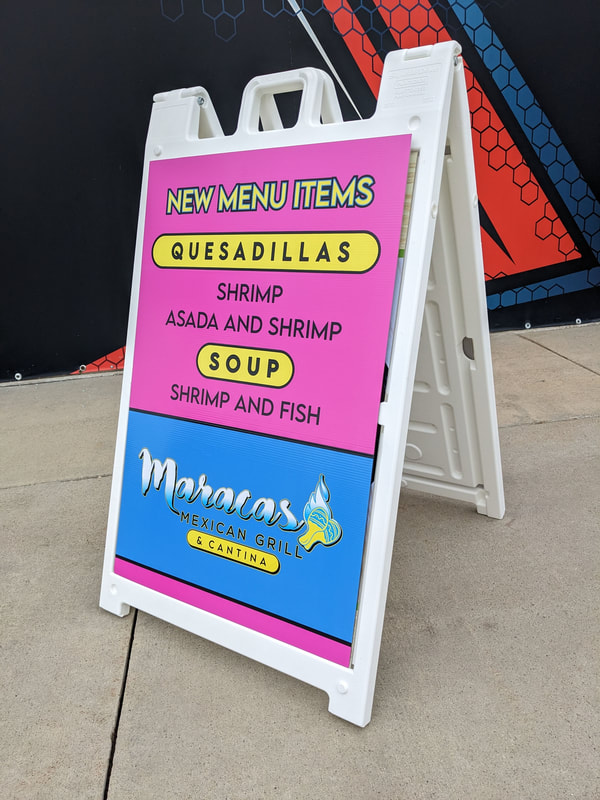 NEW MENU ITEMS
QUESADILLAS
SHRIMP
ASADA AND SHRIMP
SOUP
SHRIMP AND FISH
Maracas
MEXICAN GRILL
& CANTINA